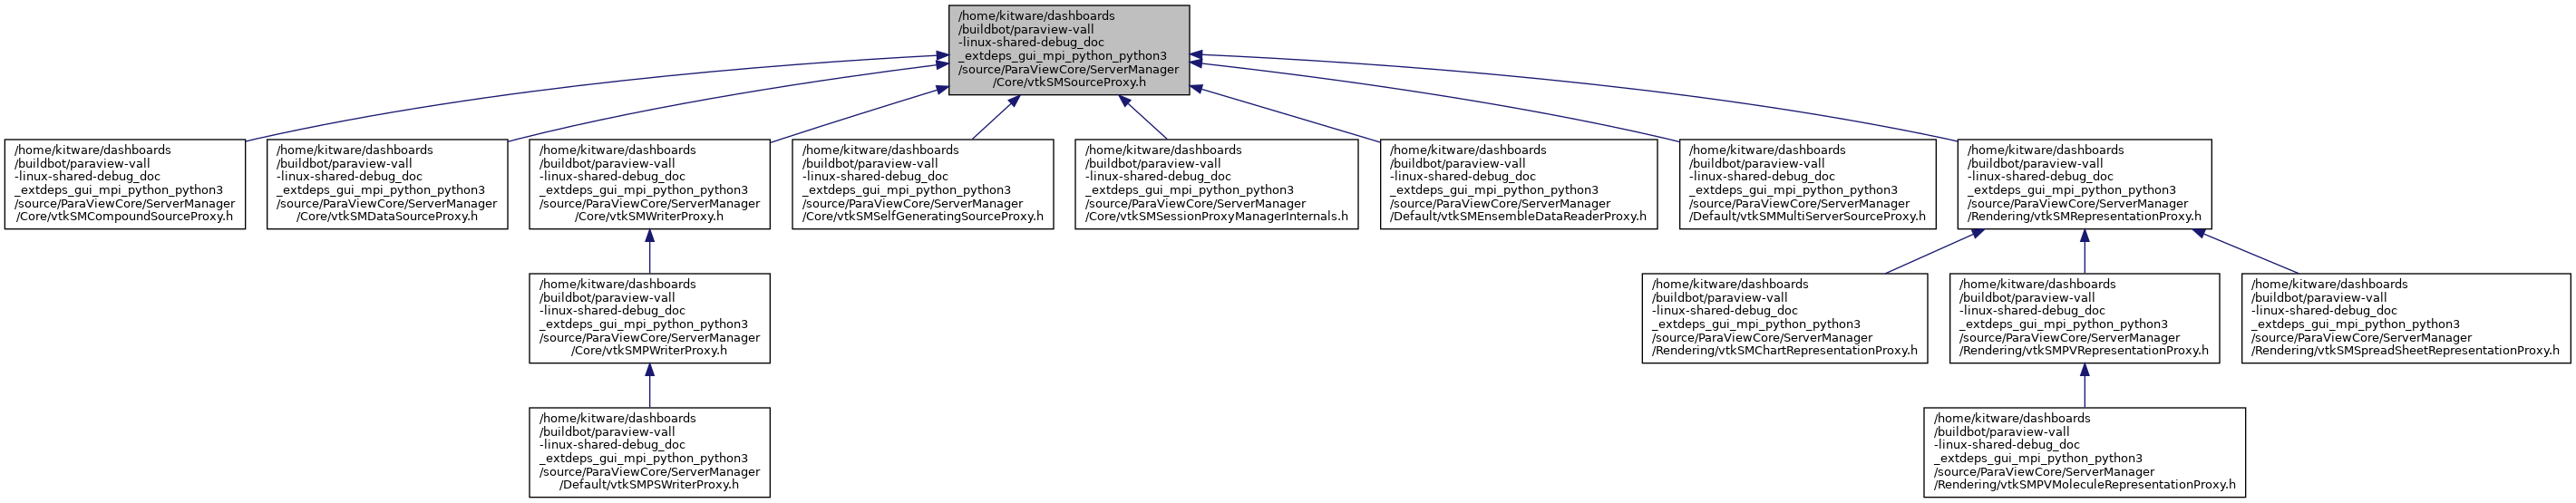 /home/kitware/dashboards
/buildbot/paraview-vall
-linux-shared-debug_doc
_extdeps_gui_mpi_python_python3
/source/ParaViewCore/ServerManager
/Core/vtkSMSourceProxy.h
/home/kitware/dashboards
/buildbot/paraview-vall
-linux-shared-debug_doc
_extdeps_gui_mpi_python_python3
/source/ParaViewCore/ServerManager
/Core/vtkSMCompoundSourceProxy.h
/home/kitware/dashboards
/buildbot/paraview-vall
-linux-shared-debug_doc
_extdeps_gui_mpi_python_python3
/source/ParaViewCore/ServerManager
/Core/vtkSMDataSourceProxy.h
/home/kitware/dashboards
/buildbot/paraview-vall
-linux-shared-debug_doc
_extdeps_gui_mpi_python_python3
/source/ParaViewCore/ServerManager
/Core/vtkSMWriterProxy.h
/home/kitware/dashboards
/buildbot/paraview-vall
-linux-shared-debug_doc
_extdeps_gui_mpi_python_python3
/source/ParaViewCore/ServerManager
/Core/vtkSMSelfGeneratingSourceProxy.h
/home/kitware/dashboards
/buildbot/paraview-vall
-linux-shared-debug_doc
_extdeps_gui_mpi_python_python3
/source/ParaViewCore/ServerManager
/Core/vtkSMSessionProxyManagerInternals.h
/home/kitware/dashboards
/buildbot/paraview-vall
-linux-shared-debug_doc
_extdeps_gui_mpi_python_python3
/source/ParaViewCore/ServerManager
/Default/vtkSMEnsembleDataReaderProxy.h
/home/kitware/dashboards
/buildbot/paraview-vall
-linux-shared-debug_doc
_extdeps_gui_mpi_python_python3
/source/ParaViewCore/ServerManager
/Default/vtkSMMultiServerSourceProxy.h
/home/kitware/dashboards
/buildbot/paraview-vall
-linux-shared-debug_doc
_extdeps_gui_mpi_python_python3
/source/ParaViewCore/ServerManager
/Rendering/vtkSMRepresentationProxy.h
/home/kitware/dashboards
/buildbot/paraview-vall
-linux-shared-debug_doc
_extdeps_gui_mpi_python_python3
/source/ParaViewCore/ServerManager
/Core/vtkSMPWriterProxy.h
/home/kitware/dashboards
/buildbot/paraview-vall
-linux-shared-debug_doc
_extdeps_gui_mpi_python_python3
/source/ParaViewCore/ServerManager
/Rendering/vtkSMChartRepresentationProxy.h
/home/kitware/dashboards
/buildbot/paraview-vall
-linux-shared-debug_doc
_extdeps_gui_mpi_python_python3
/source/ParaViewCore/ServerManager
/Rendering/vtkSMPVRepresentationProxy.h
/home/kitware/dashboards
/buildbot/paraview-vall
-linux-shared-debug_doc
_extdeps_gui_mpi_python_python3
/source/ParaViewCore/ServerManager
/Rendering/vtkSMSpreadSheetRepresentationProxy.h
/home/kitware/dashboards
/buildbot/paraview-vall
-linux-shared-debug_doc
_extdeps_gui_mpi_python_python3
/source/ParaViewCore/ServerManager
/Default/vtkSMPSWriterProxy.h
/home/kitware/dashboards
/buildbot/paraview-vall
-linux-shared-debug_doc
_extdeps_gui_mpi_python_python3
/source/ParaViewCore/ServerManager
/Rendering/vtkSMPVMoleculeRepresentationProxy.h